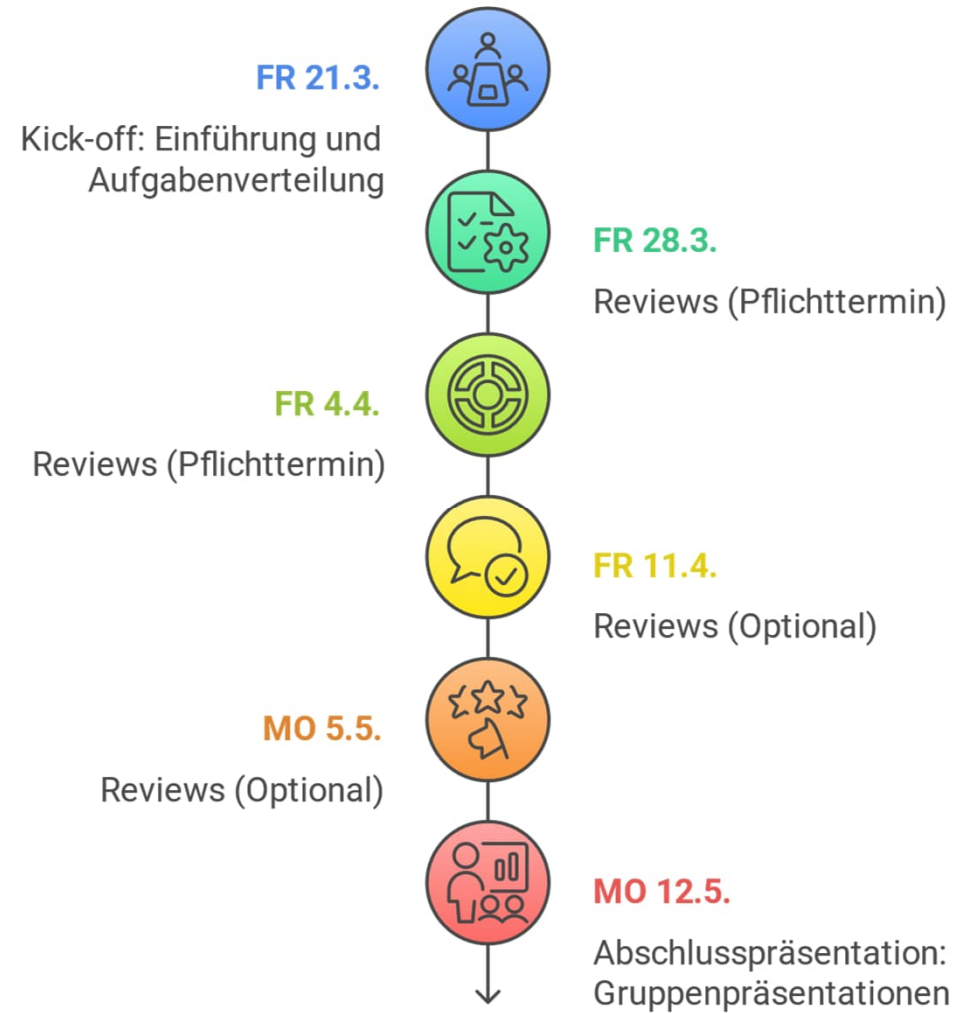 FR 21.3.
Kick-off: Einführung und
Aufgabenverteilung
FR 28.3.
Reviews (Pflichttermin)
FR 4.4.
Reviews (Pflichttermin)
FR 11.4.
Reviews (Optional)
MO 5.5.
Reviews (Optional)
MO 12.5.
Abschlusspräsentation:
Gruppenpräsentationen